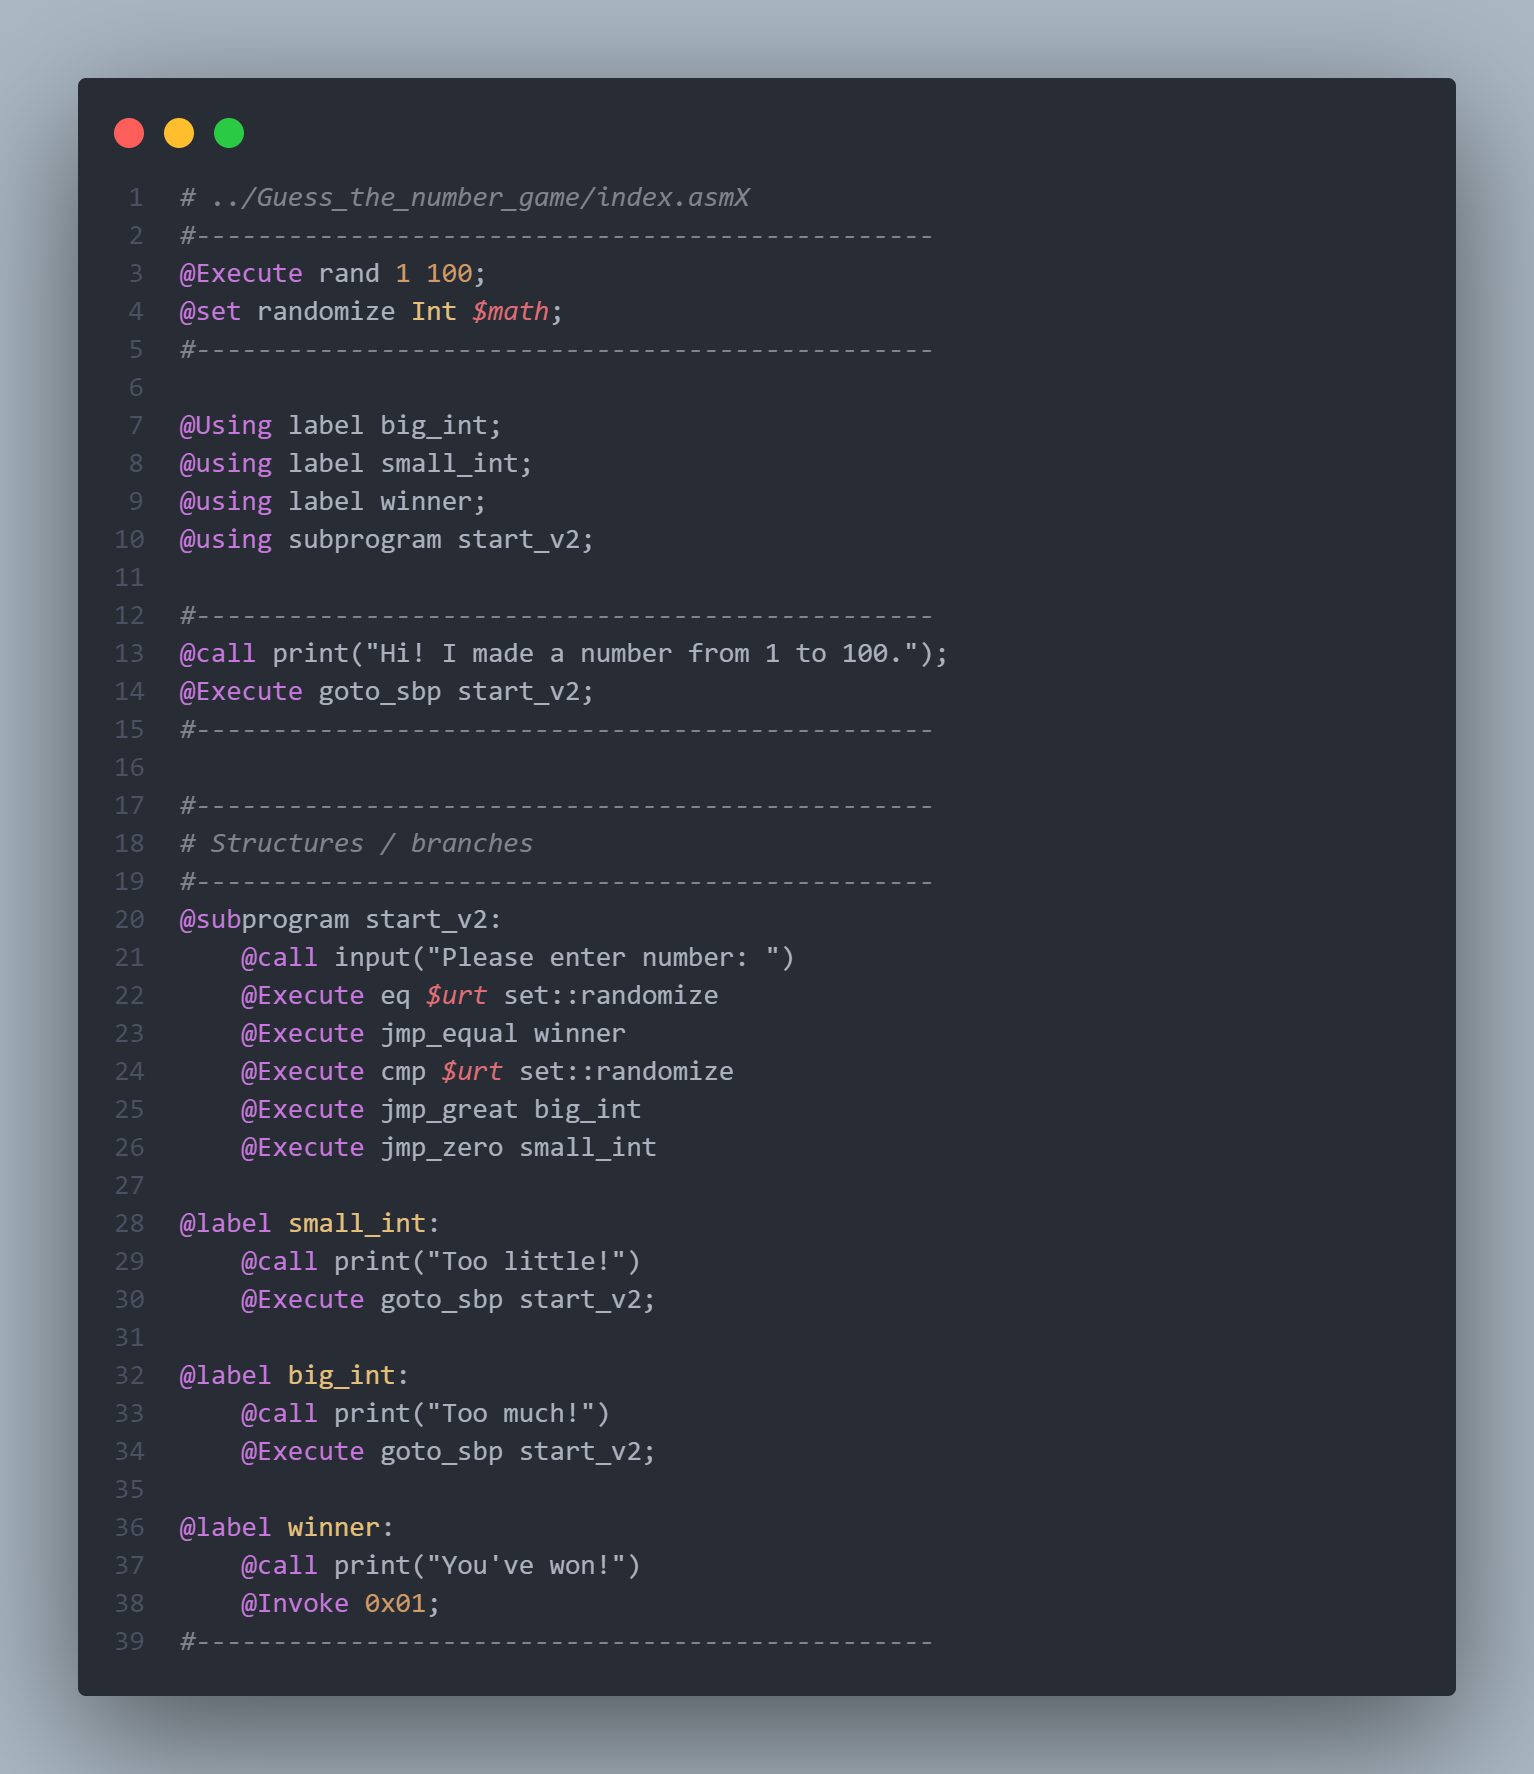 1 # ../Guess_the_number_game/index.asmX
2 #------------------------------------------------
3 @Execute rand 1 100;
4 @set randomize Int $math;
5 #------------------------------------------------
6
7 @Using label big_int;
8 @using label small_int;
9 @using label winner;
10 @using subprogram start_v2;
11
12 #------------------------------------------------
13 @call print("Hi! I made a number from 1 to 100.");
14 @Execute goto_sbp start_v2;
15 #------------------------------------------------
16
17 #------------------------------------------------
18 # Structures / branches
19 #------------------------------------------------
20 @subprogram start_v2:
21     @call input("Please enter number: ")
22     @Execute eq $urt set::randomize
23     @Execute jmp_equal winner
24     @Execute cmp $urt set::randomize
25     @Execute jmp_great big_int
26     @Execute jmp_zero small_int
27
28 @label small_int:
29     @call print("Too little!")
30     @Execute goto_sbp start_v2;
31
32 @label big_int:
33     @call print("Too much!")
34     @Execute goto_sbp start_v2;
35
36 @label winner:
37     @call print("You've won!")
38     @Invoke 0x01;
39 #------------------------------------------------